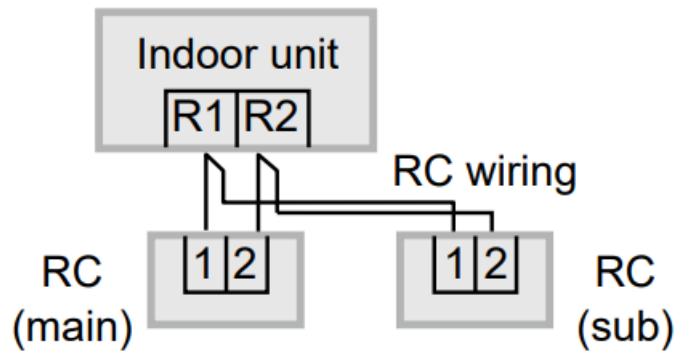 Indoor unit
R1 R2
RC wiring
RC
(main)
1 2
1 2
RC
(sub)